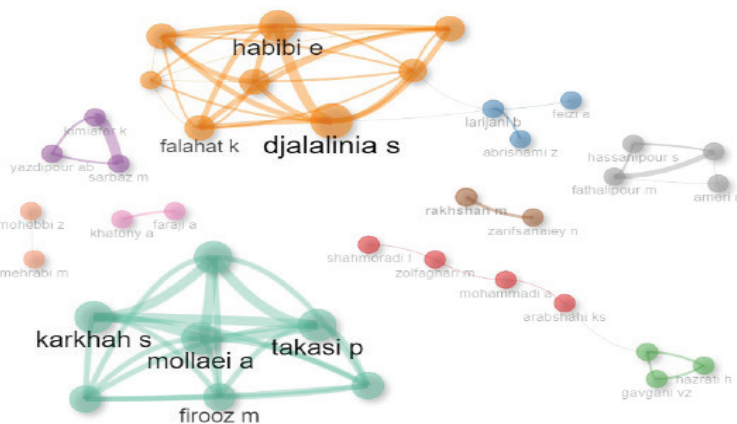 habibi e
falahat k
djalalinia s
larijani b
feizi a
abrishami z
kimiafar k
yazdipour ab
sarbaz m
hassanipour s
fathalipour m
ameri a
mohebbi z
mehrabi m
khatony a
faraji a
rakhshan m
zarifsanaiey n
shahmoradi l
zolfaghari m
mohammadi a
arabshahi ks
karkhah s
mollaei a
takasi p
firooz m
hazrati h
gavgani vz